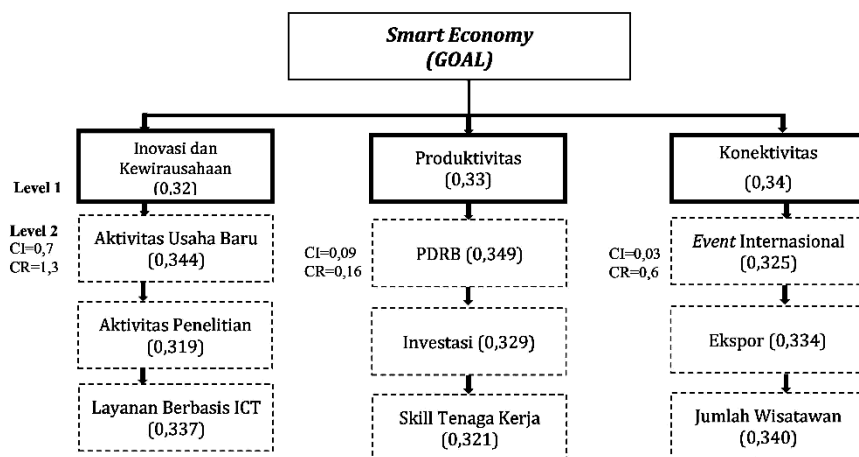 Smart Economy
(GOAL)
Inovasi dan
Kewirausahaan
(0,32)
Produktivitas
(0,33)
Konektivitas
(0,34)
Level 1
Level 2
CI=0,7
CR=1,3
Aktivitas Usaha Baru
(0,344)
CI=0,09
CR=0,16
PDRB (0,349)
CI=0,03
CR=0,6
Event Internasional
(0,325)
Aktivitas Penelitian
(0,319)
Investasi (0,329)
Ekspor (0,334)
Layanan Berbasis ICT
(0,337)
Skill Tenaga Kerja
(0,321)
Jumlah Wisatawan
(0,340)